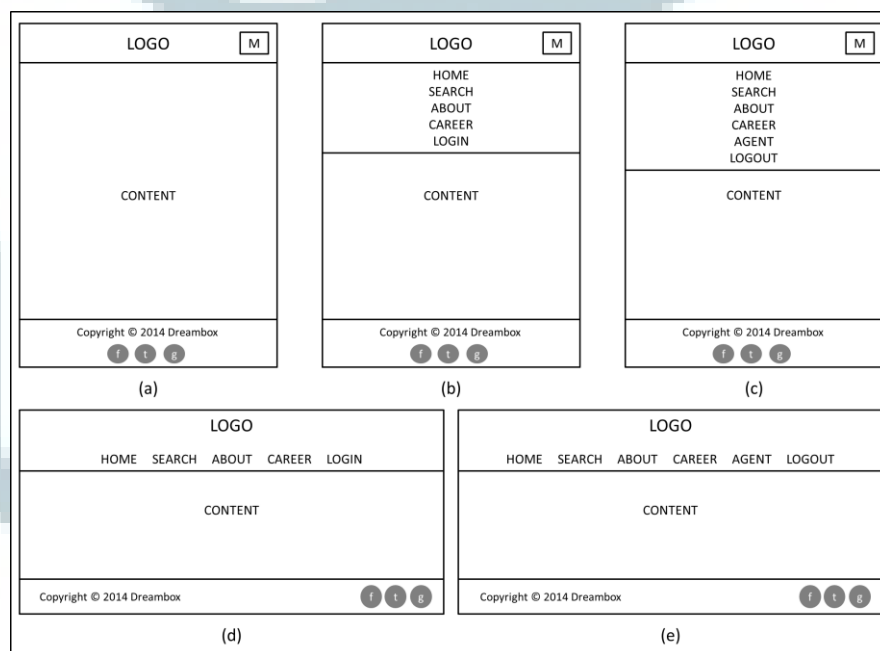 LOGO M
CONTENT
Copyright © 2014 Dreambox
f t g
(a)
LOGO M
HOME
SEARCH
ABOUT
CAREER
LOGIN
CONTENT
Copyright © 2014 Dreambox
f t g
(b)
LOGO M
HOME
SEARCH
ABOUT
CAREER
AGENT
LOGOUT
CONTENT
Copyright © 2014 Dreambox
f t g
(c)
LOGO
HOME SEARCH ABOUT CAREER LOGIN
CONTENT
Copyright © 2014 Dreambox f t g
(d)
LOGO
HOME SEARCH ABOUT CAREER AGENT LOGOUT
CONTENT
Copyright © 2014 Dreambox f t g
(e)